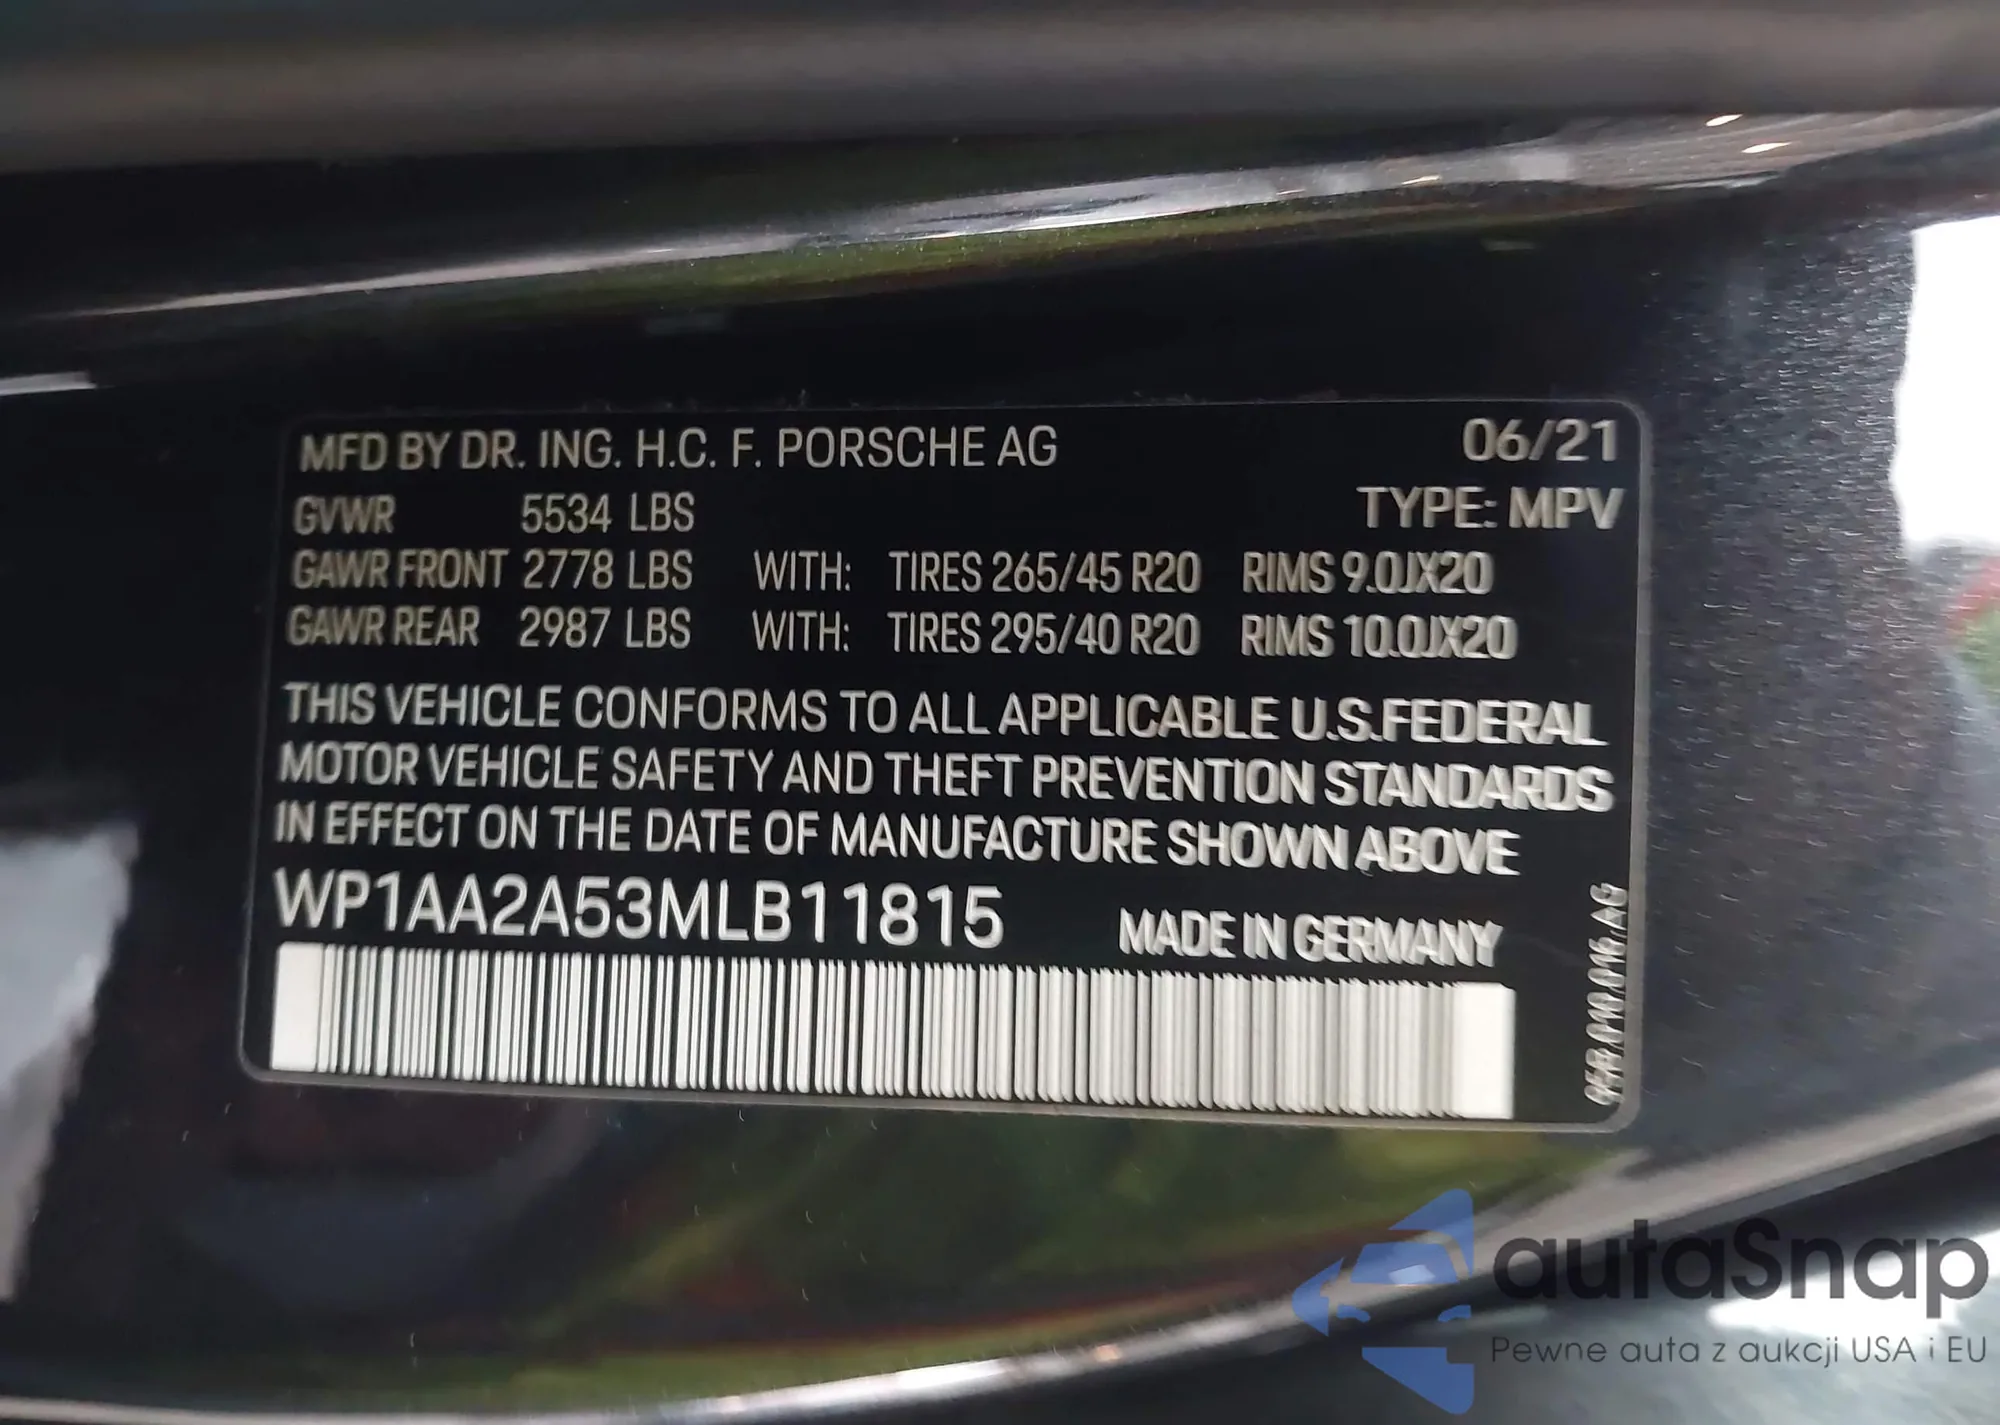 MFD BY DR. ING. H.C. F. PORSCHE AG 06/21
GVWR 5534 LBS TYPE: MPV
GAWR FRONT 2778 LBS WITH: TIRES 265/45 R20 RIMS 9.0JX20
GAWR REAR 2987 LBS WITH: TIRES 295/40 R20 RIMS 10.0JX20
THIS VEHICLE CONFORMS TO ALL APPLICABLE U.S.FEDERAL
MOTOR VEHICLE SAFETY AND THEFT PREVENTION STANDARDS
IN EFFECT ON THE DATE OF MANUFACTURE SHOWN ABOVE
WP1AA2A53MLB11815
MADE IN GERMANY
autaSnap
Pewne auta z aukcji USA i EU